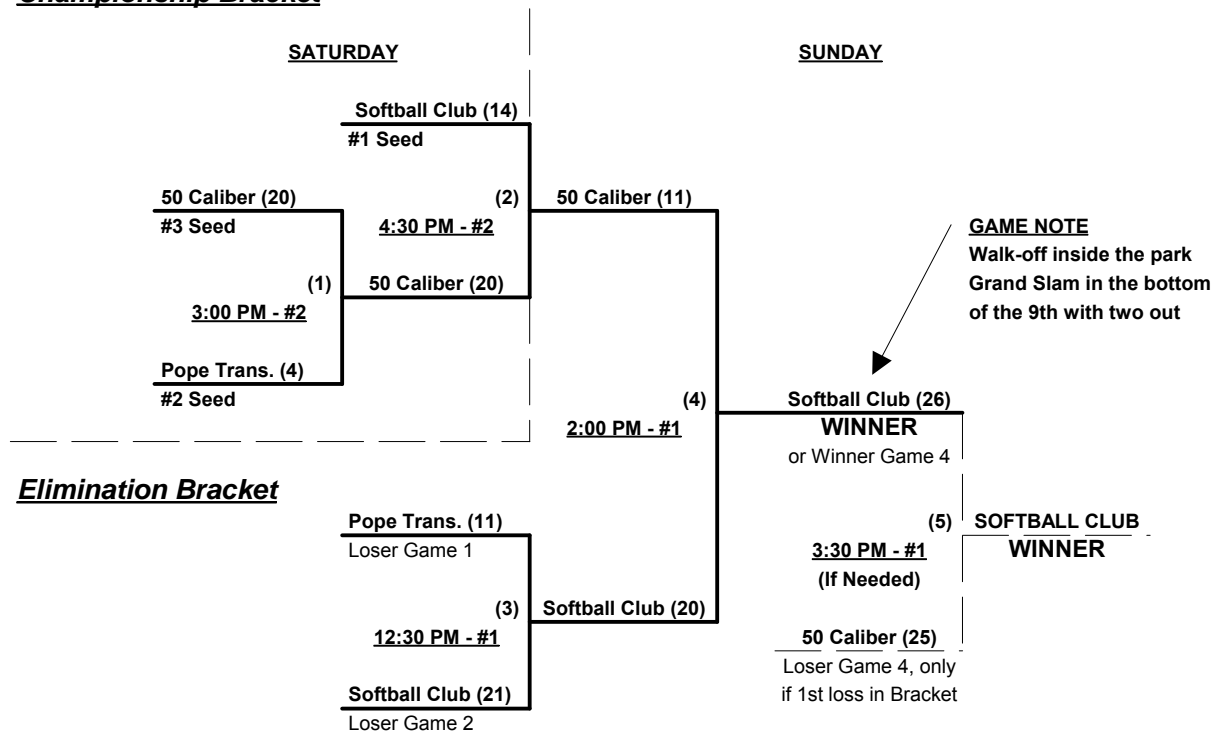 Championship Bracket
SATURDAY
SUNDAY
Softball Club (14)
#1 Seed
50 Caliber (20)
#3 Seed
(2)
4:30 PM - #2
50 Caliber (11)
(1)
3:00 PM - #2
50 Caliber (20)
Pope Trans. (4)
#2 Seed
GAME NOTE
Walk-off inside the park
Grand Slam in the bottom
of the 9th with two out
(4)
2:00 PM - #1
Softball Club (26)
WINNER
or Winner Game 4
Elimination Bracket
Pope Trans. (11)
Loser Game 1
(3)
12:30 PM - #1
Softball Club (20)
Softball Club (21)
Loser Game 2
(5)
3:30 PM - #1
(If Needed)
SOFTBALL CLUB
WINNER
50 Caliber (25)
Loser Game 4, only
if 1st loss in Bracket